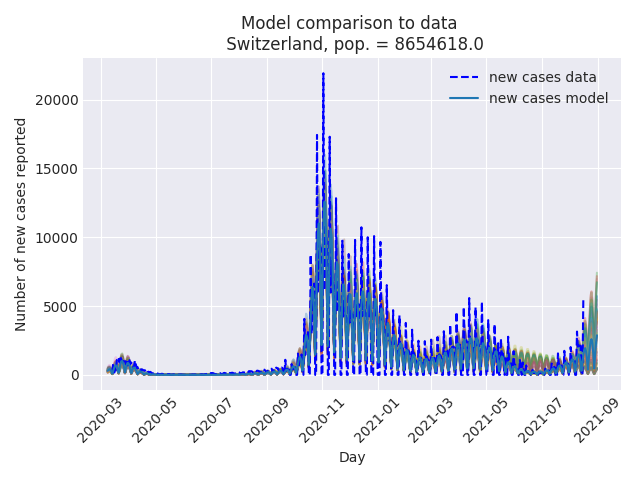 Model comparison to data
Switzerland, pop. = 8654618.0
new cases data
new cases model
20000
15000
10000
5000
0
Number of new cases reported
2020-03
2020-05
2020-07
2020-09
2020-11
2021-01
2021-03
2021-05
2021-07
2021-09
Day